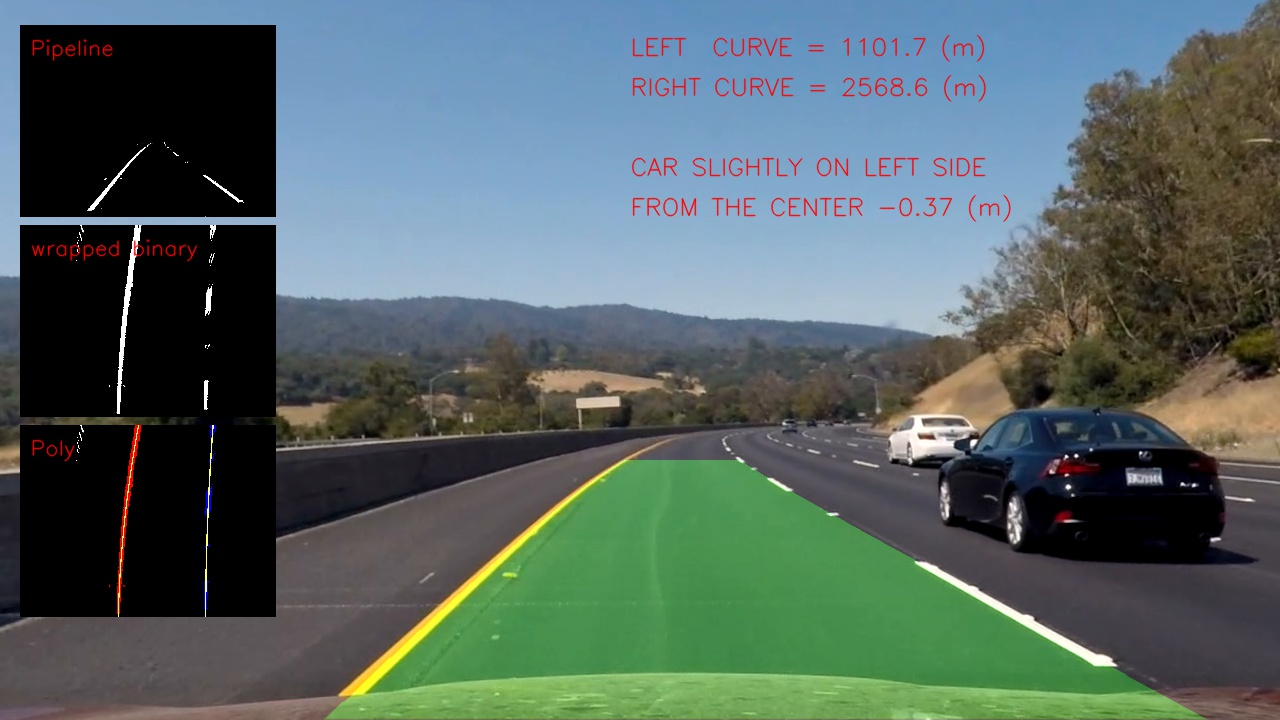 Pipeline
wrapped binary
Poly
LEFT CURVE = 1101.7 (m)
RIGHT CURVE = 2568.6 (m)
CAR SLIGHTLY ON LEFT SIDE
FROM THE CENTER -0.37 (m)